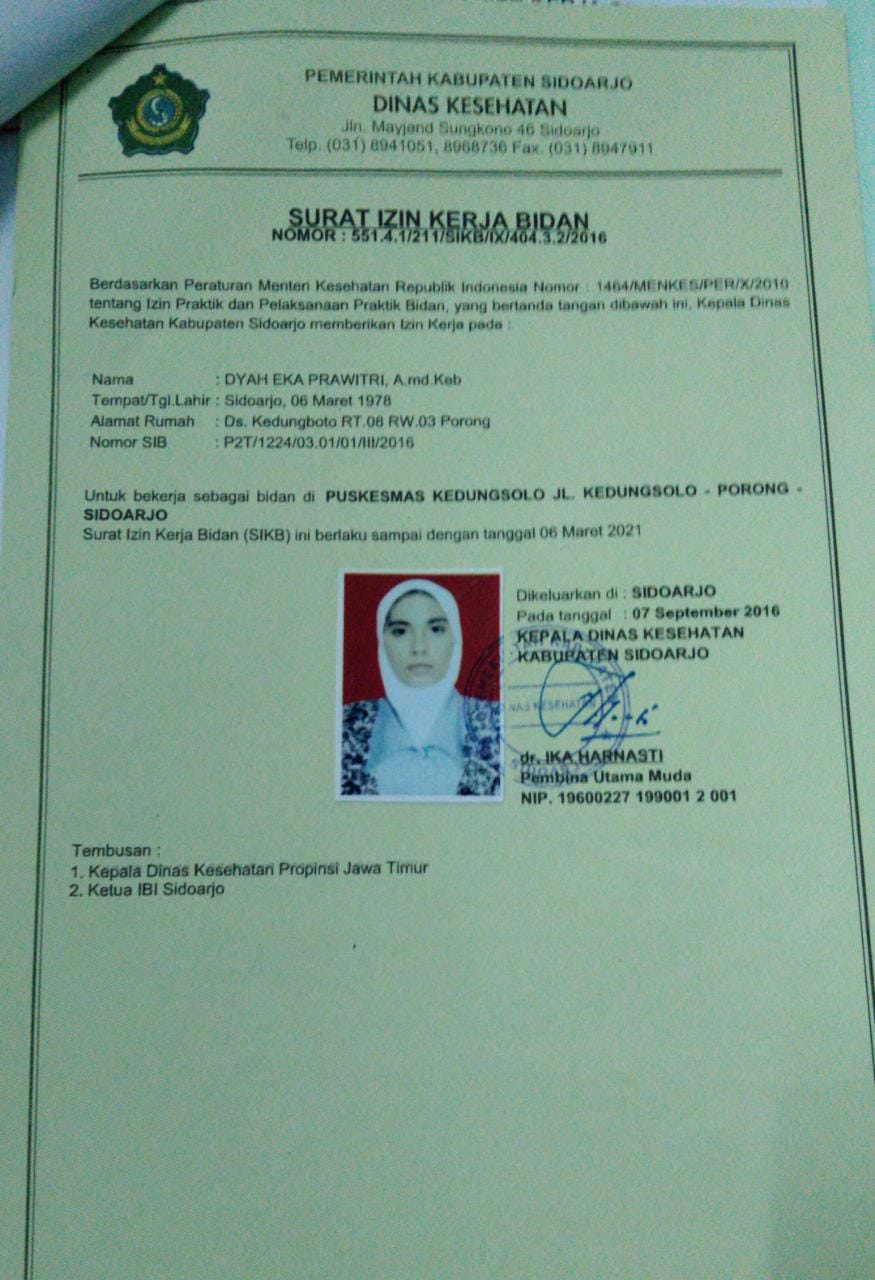 PEMERINTAH KABUPATEN SIDOARJO
DINAS KESEHATAN
Jln. Mayjend Sungkono 46 Sidoarjo
Telp. (031) 8941051, 8968736 Fax. (031) 8947911
SURAT IZIN KERJA BIDAN
NOMOR : 551.4.1/211/SIKB/IX/404.3.2/2016
Berdasarkan Peraturan Menteri Kesehatan Republik Indonesia Nomor : 1464/MENKES/PER/X/2010
tentang Izin Praktik dan Pelaksanaan Praktik Bidan, yang bertanda tangan dibawah ini, Kepala Dinas
Kesehatan Kabupaten Sidoarjo memberikan Izin Kerja pada :
Nama : DYAH EKA PRAWITRI, A.md.Keb
Tempat/Tgl.Lahir : Sidoarjo, 06 Maret 1978
Alamat Rumah : Ds. Kedungboto RT.08 RW.03 Porong
Nomor SIB : P2T/1224/03.01/01/III/2016
Untuk bekerja sebagai bidan di PUSKESMAS KEDUNGSOLO JL. KEDUNGSOLO - PORONG -
SIDOARJO
Surat Izin Kerja Bidan (SIKB) ini berlaku sampai dengan tanggal 06 Maret 2021
Dikeluarkan di : SIDOARJO
Pada tanggal : 07 September 2016
KEPALA DINAS KESEHATAN
KABUPATEN SIDOARJO
DINAS KESEHATAN
dr. IKA HARNASTI
Pembina Utama Muda
NIP. 19600227 199001 2 001
Tembusan :
1. Kepala Dinas Kesehatan Propinsi Jawa Timur
2. Ketua IBI Sidoarjo